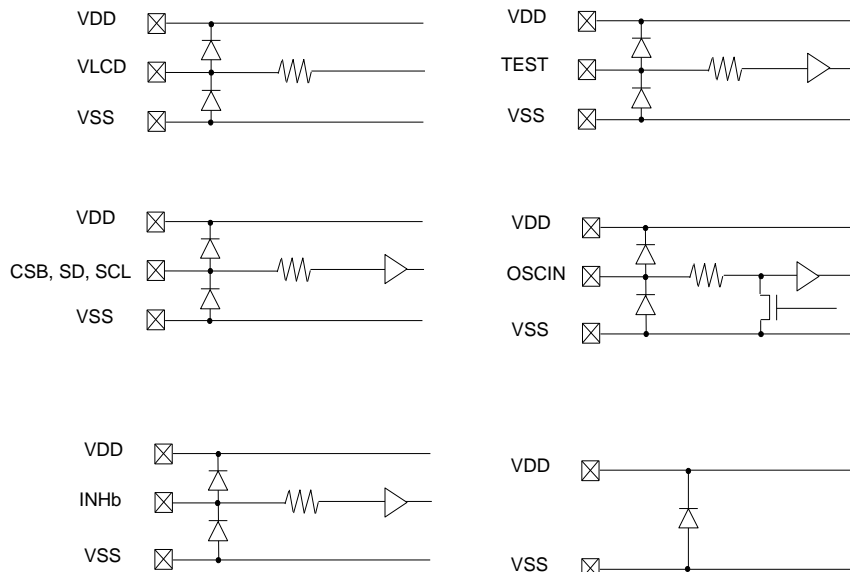 VDD
VLCD
VSS
VDD
TEST
VSS
VDD
CSB, SD, SCL
VSS
VDD
OSCIN
VSS
VDD
INHb
VSS
VDD
VSS